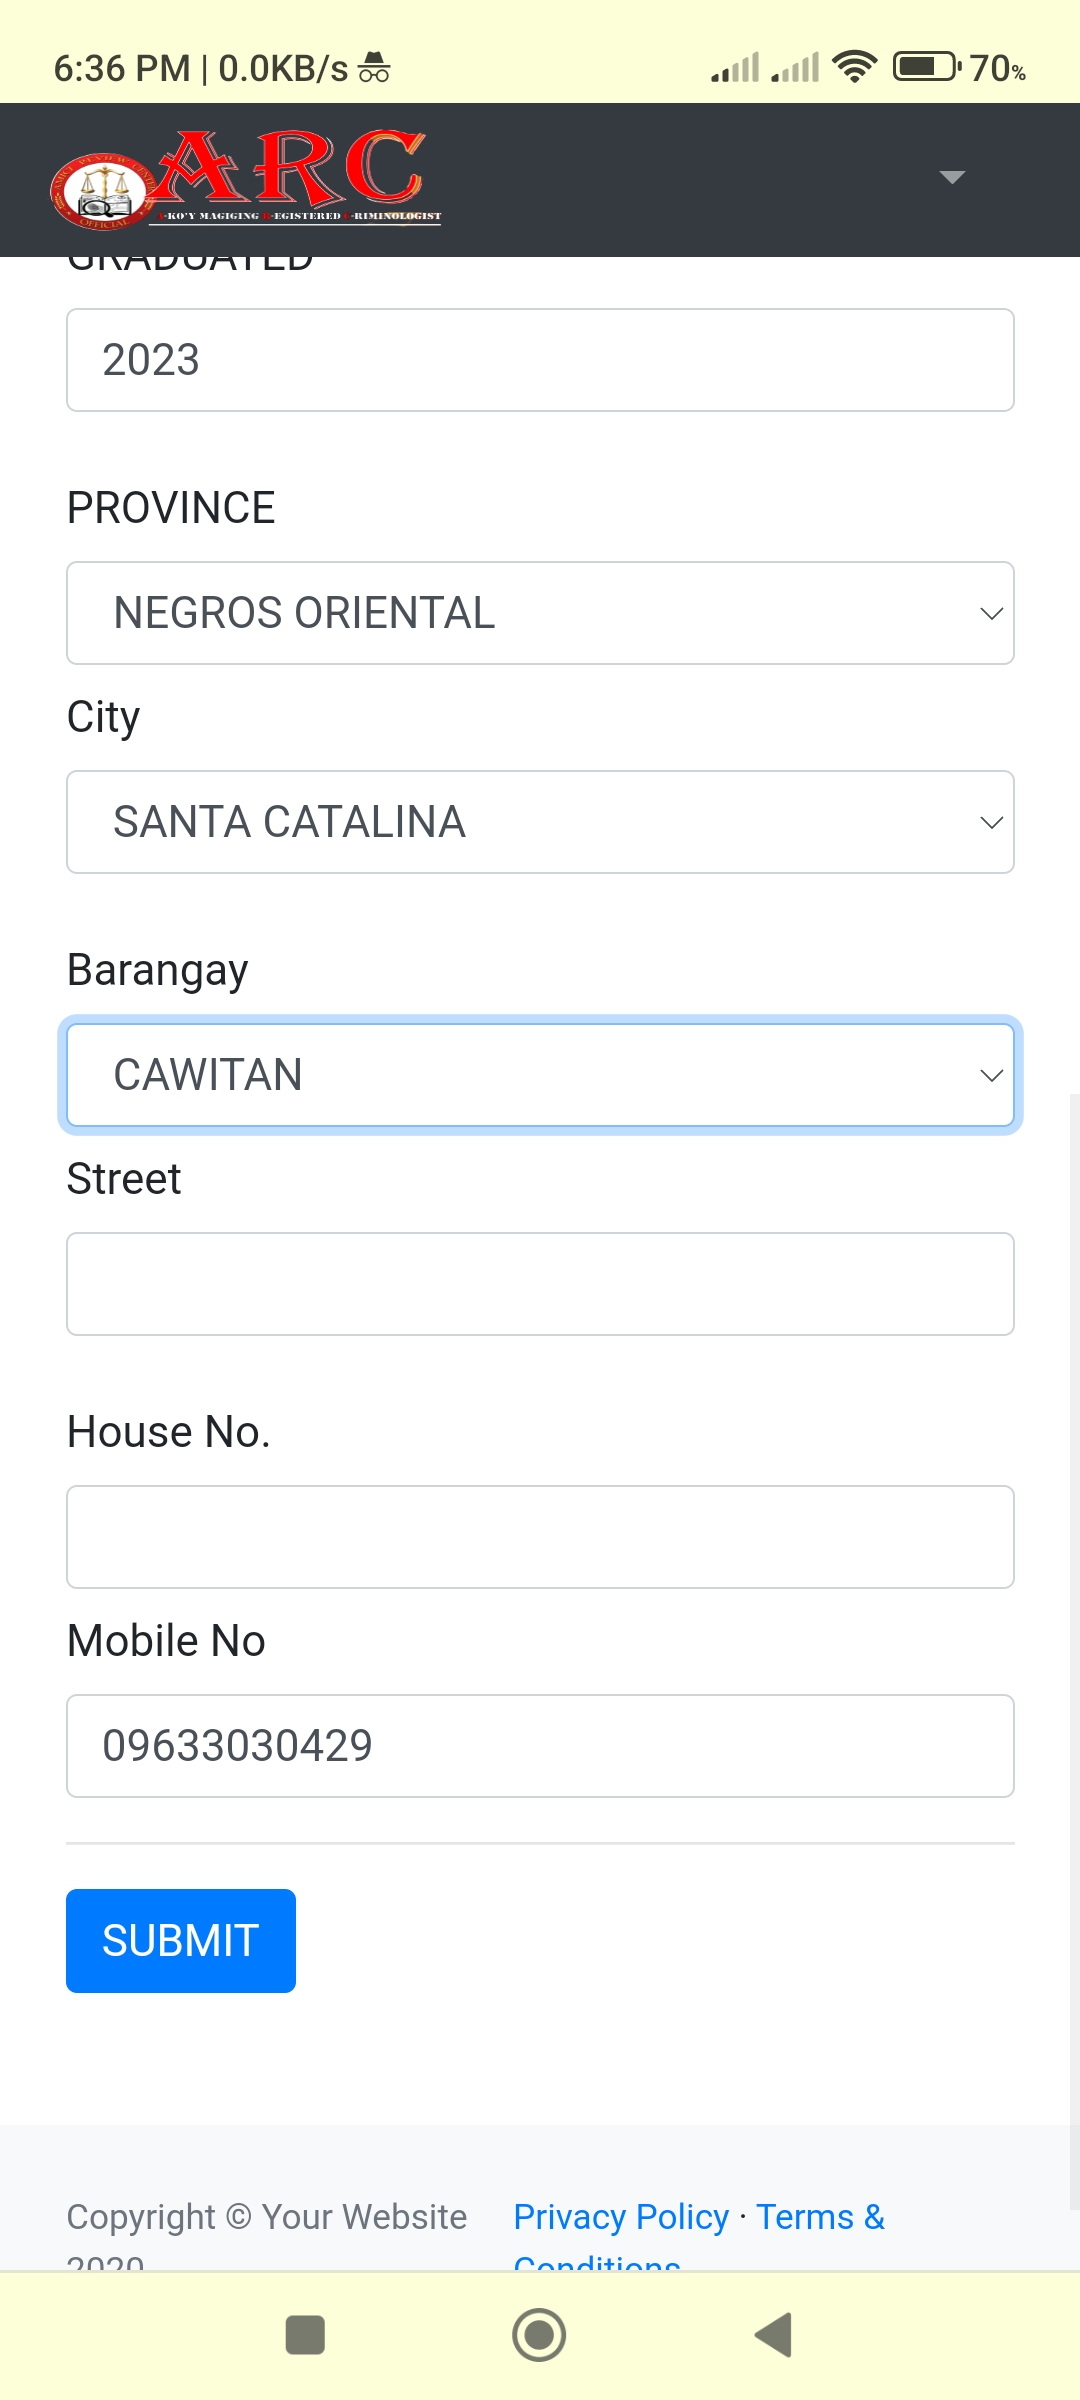 6:36 PM | 0.0KB/s
70%
ARC
A-KO'Y MAGIGING R-EGISTERED C-RIMINOLOGIST
OFFICIAL
GRADUATED
2023
PROVINCE
NEGROS ORIENTAL
City
SANTA CATALINA
Barangay
CAWITAN
Street
House No.
Mobile No
09633030429
SUBMIT
Copyright © Your Website
2020
Privacy Policy · Terms &
Conditions